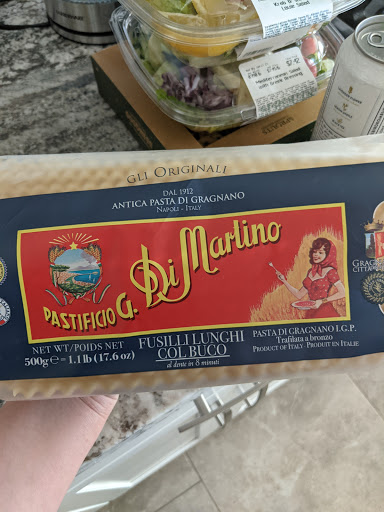 GLI ORIGINALI
DAL 1912
ANTICA PASTA DI GRAGNANO
NAPOLI - ITALY
PASTIFICIO G. Di Martino
NET WT/POIDS NET
500g e = 1.1 lb (17.6 oz)
FUSILLI LUNGHI
COL BUCO
al dente in 8 minuti
PASTA DI GRAGNANO I.G.P.
Trafilata a bronzo
PRODUCT OF ITALY · PRODUIT EN ITALIE